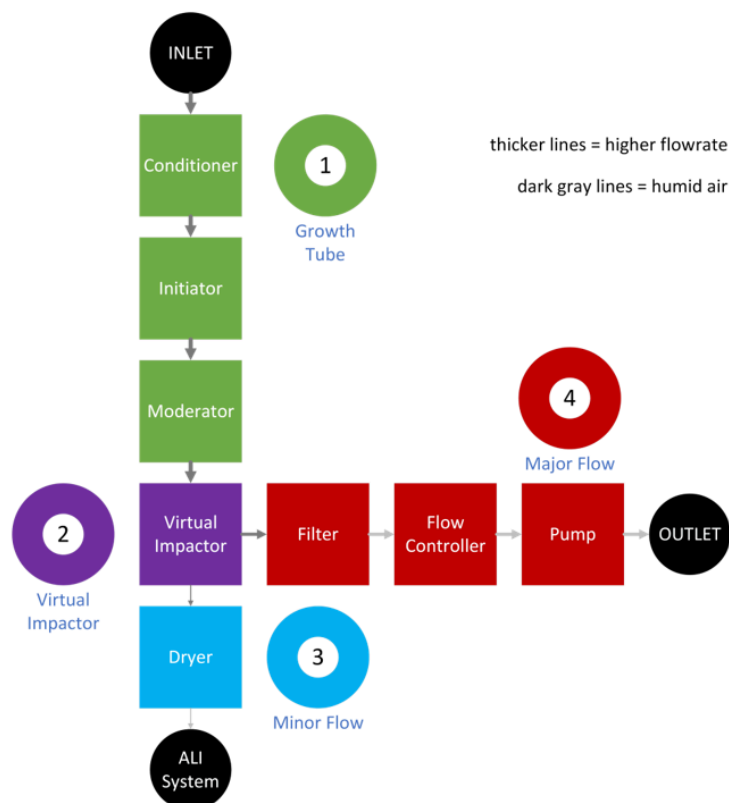 INLET
Conditioner
1
Growth
Tube
thicker lines = higher flowrate
dark gray lines = humid air
Initiator
Moderator
4
Major Flow
2
Virtual
Impactor
Virtual
Impactor
Filter
Flow
Controller
Pump
OUTLET
Dryer
3
Minor Flow
ALI
System